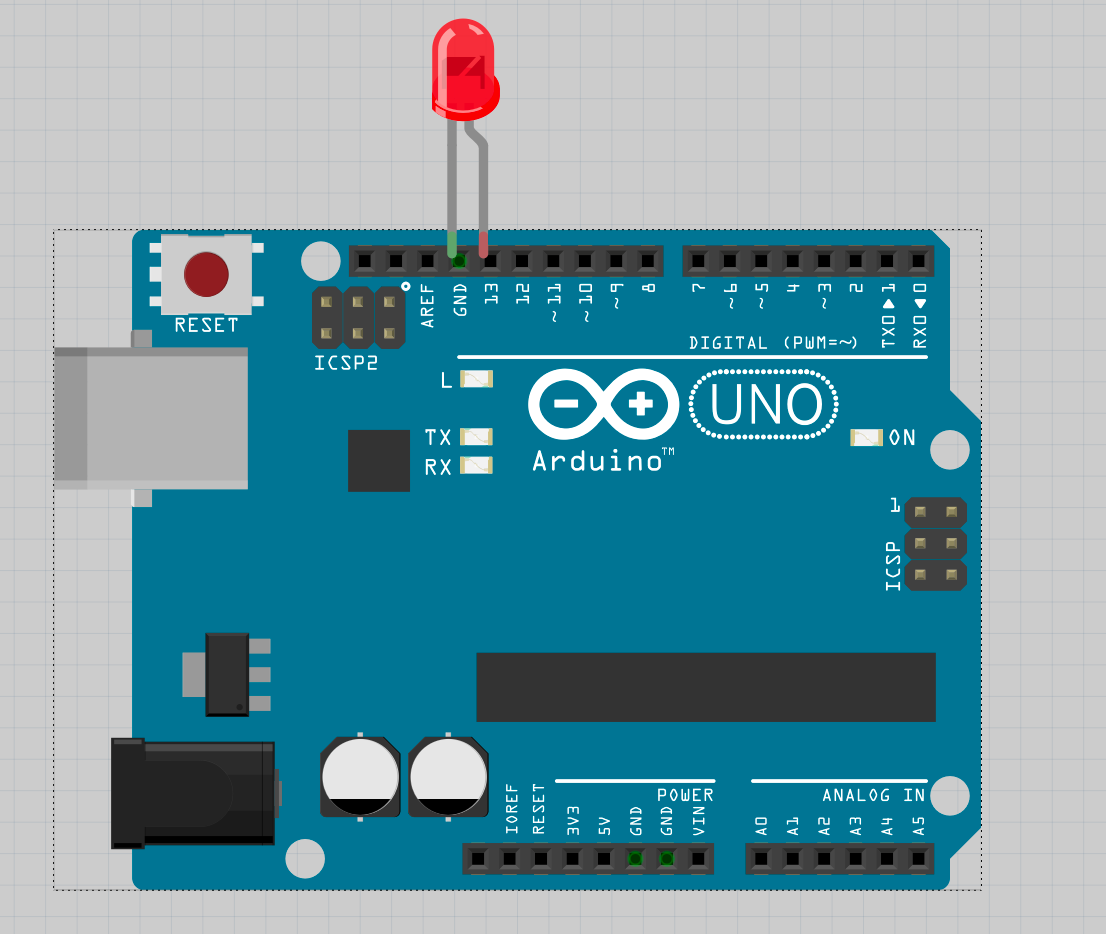 RESET
ICSP2
AREF
GND
13
12
~11
~10
~9
8
7
~6
~5
4
~3
2
TX0▶1
RX0◀0
DIGITAL (PWM=~)
L
TX
RX
UNO
Arduino™
ON
1
ICSP
POWER
ANALOG IN
IOREF
RESET
3V3
5V
GND
GND
VIN
A0
A1
A2
A3
A4
A5